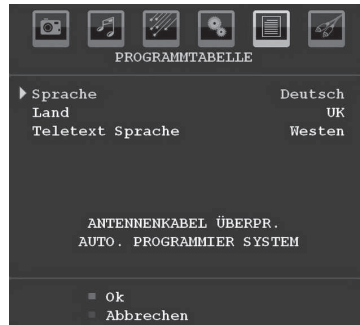 PROGRAMMTABELLE
Sprache Deutsch
Land UK
Teletext Sprache Westen
ANTENNENKABEL ÜBERPR.
AUTO. PROGRAMMIER SYSTEM
Ok
Abbrechen